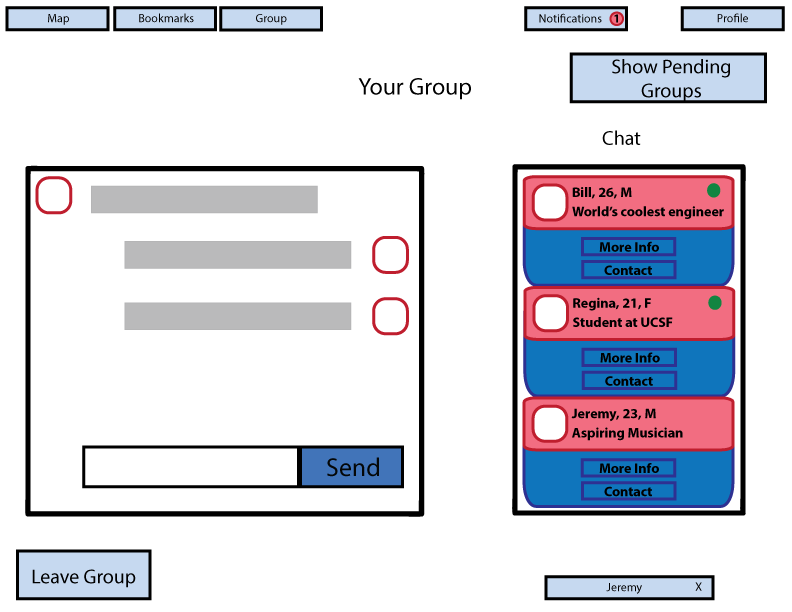 Map
Bookmarks
Group
Notifications 1
Profile
Show Pending
Groups
Your Group
Chat
Bill, 26, M
World's coolest engineer
More Info
Contact
Regina, 21, F
Student at UCSF
More Info
Contact
Jeremy, 23, M
Aspiring Musician
More Info
Contact
Send
Leave Group
Jeremy X